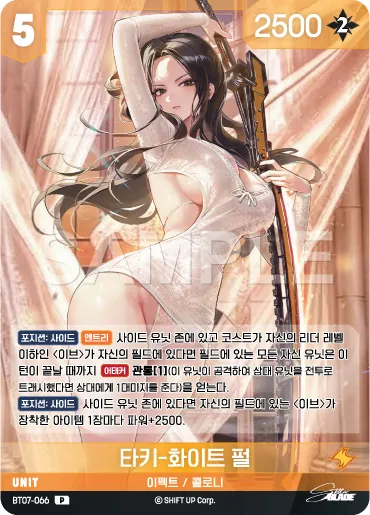 5
2500 2
SAMPLE
포지션: 사이드 엔트리 사이드 유닛 존에 있고 코스트가 자신의 리더 레벨
이하인 <이브>가 자신의 필드에 있다면 필드에 있는 모든 자신 유닛은 이
턴이 끝날 때까지 어태커 관통[1](이 유닛이 공격하여 상대 유닛을 전투로
트래시했다면 상대에게 1대미지를 준다)을 얻는다.
포지션: 사이드 사이드 유닛 존에 있다면 자신의 필드에 있는 <이브>가
장착한 아이템 1장마다 파워+2500.
타키-화이트 펄
UNIT
이펙트 / 콜로니
BT07-066 P
ⓒSHIFT UP Corp.
Stellar BLADE